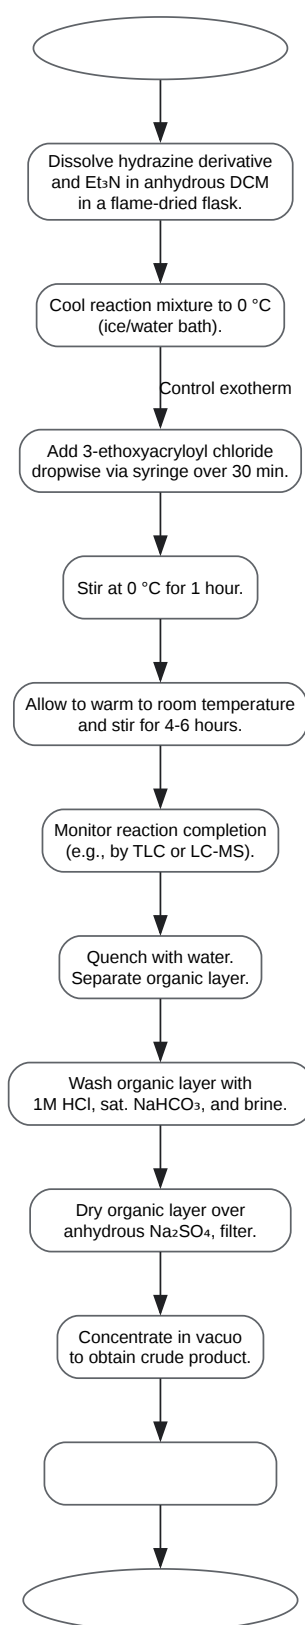 Dissolve hydrazine derivative
and Et₃N in anhydrous DCM
in a flame-dried flask.
Cool reaction mixture to 0 °C
(ice/water bath).
Control exotherm
Add 3-ethoxyacryloyl chloride
dropwise via syringe over 30 min.
Stir at 0 °C for 1 hour.
Allow to warm to room temperature
and stir for 4-6 hours.
Monitor reaction completion
(e.g., by TLC or LC-MS).
Quench with water.
Separate organic layer.
Wash organic layer with
1M HCl, sat. NaHCO₃, and brine.
Dry organic layer over
anhydrous Na₂SO₄, filter.
Concentrate in vacuo
to obtain crude product.